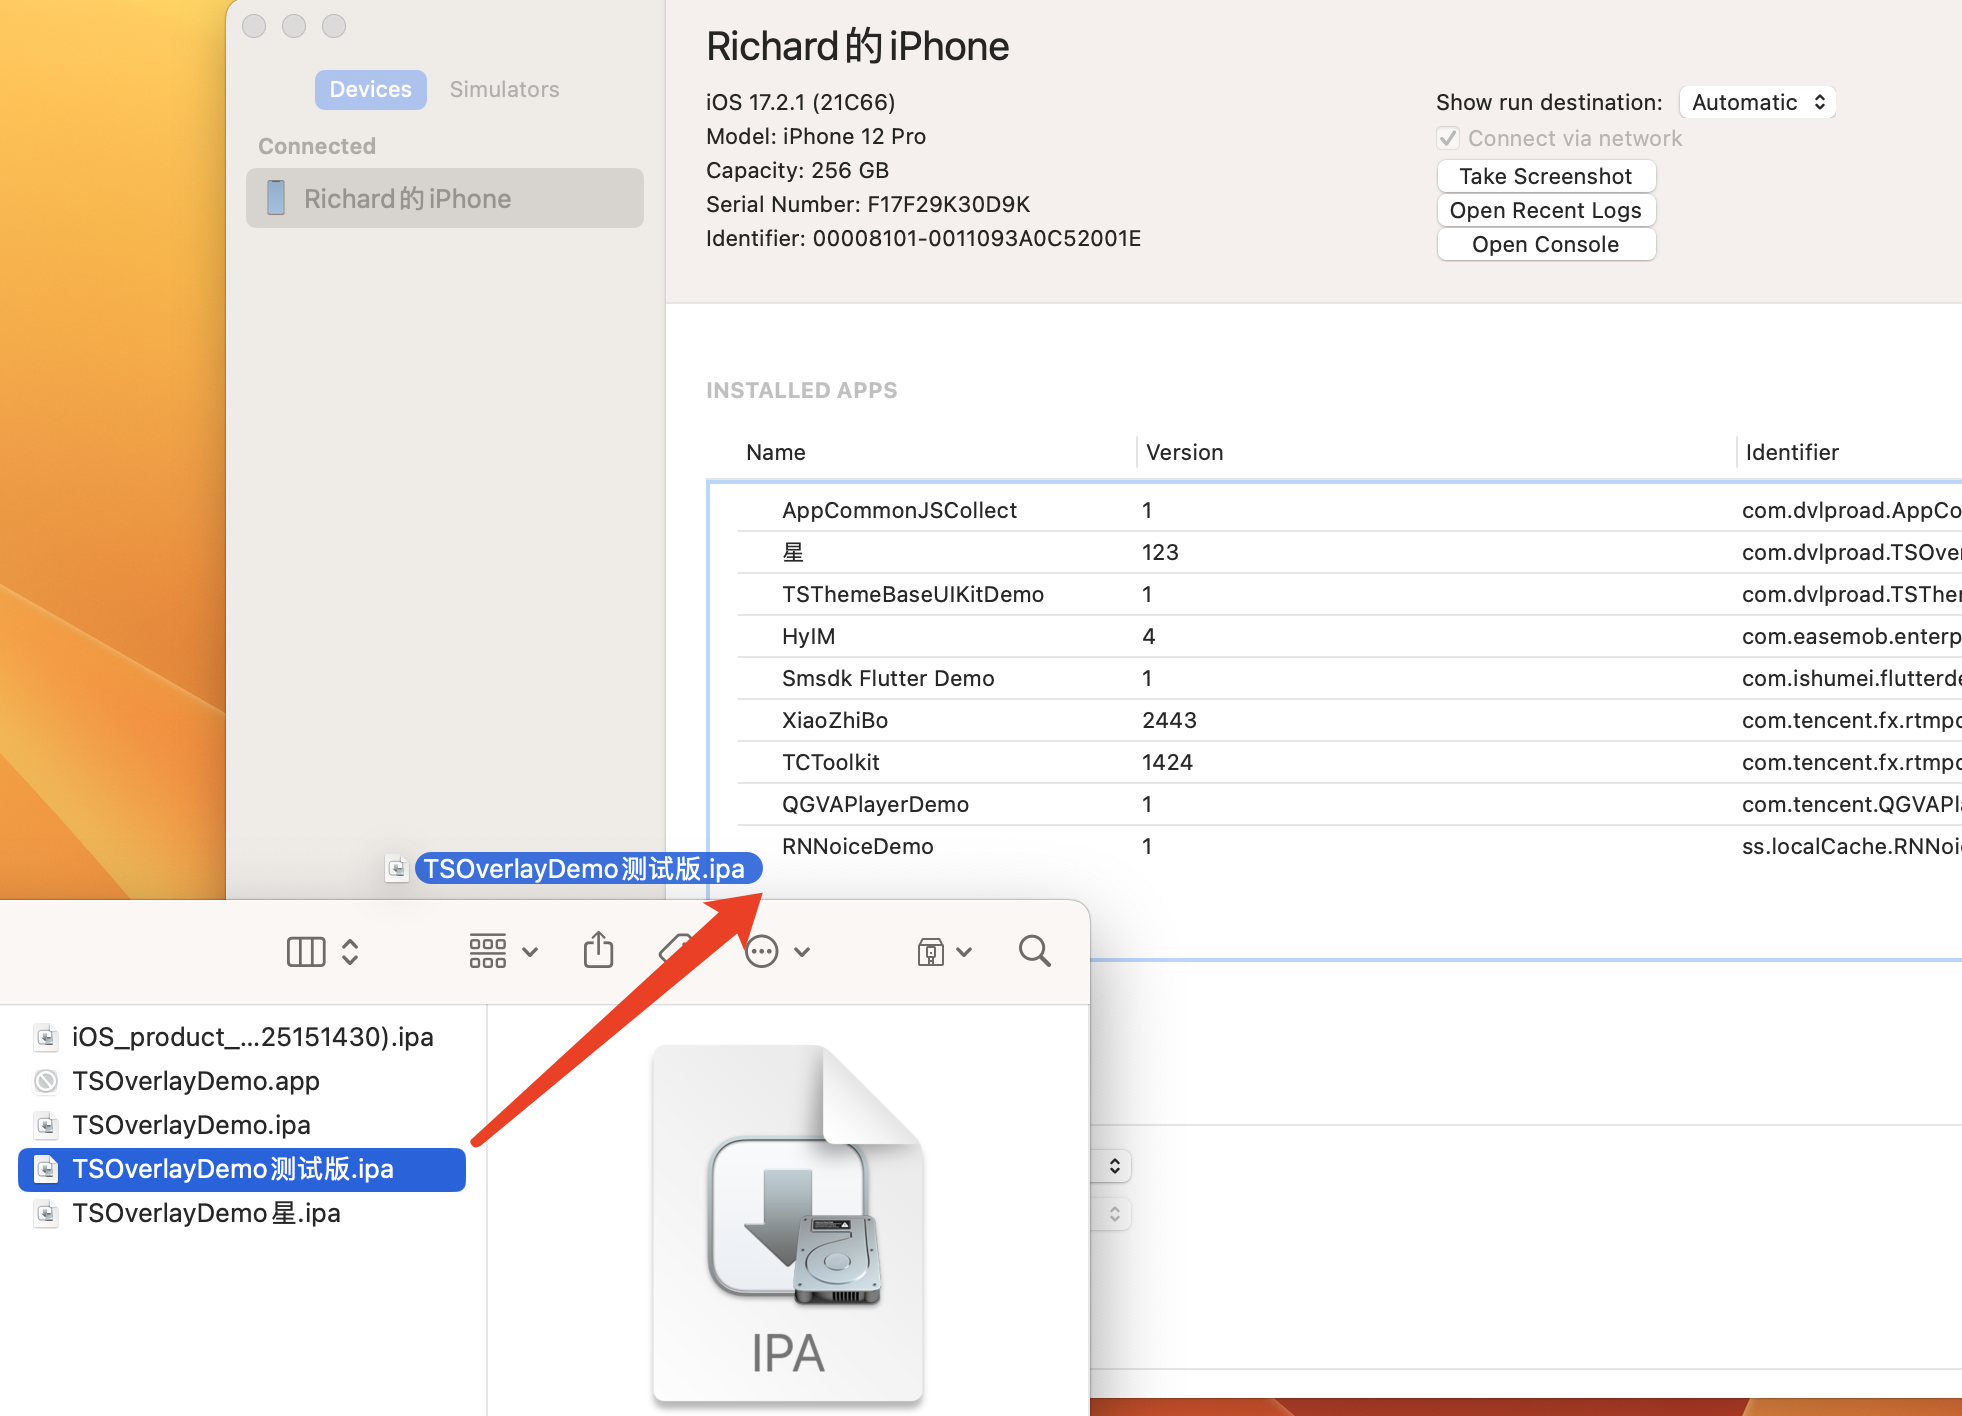 Devices
Simulators
Connected
Richard的iPhone
Richard的iPhone
iOS 17.2.1 (21C66)
Model: iPhone 12 Pro
Capacity: 256 GB
Serial Number: F17F29K30D9K
Identifier: 00008101-0011093A0C52001E
Show run destination: Automatic
Connect via network
Take Screenshot
Open Recent Logs
Open Console
INSTALLED APPS
Name Version Identifier
AppCommonJSCollect 1 com.dvlproad.AppCo
星 123 com.dvlproad.TSOver
TSThemeBaseUIKitDemo 1 com.dvlproad.TSTher
HyIM 4 com.easemob.enterp
Smsdk Flutter Demo 1 com.ishumei.flutterde
XiaoZhiBo 2443 com.tencent.fx.rtmpc
TCToolkit 1424 com.tencent.fx.rtmpc
QGVAPlayerDemo 1 com.tencent.QGVAPla
RNNoiceDemo 1 ss.localCache.RNNoi
TSOverlayDemo测试版.ipa
iOS_product_...25151430).ipa
TSOverlayDemo.app
TSOverlayDemo.ipa
TSOverlayDemo测试版.ipa
TSOverlayDemo星.ipa
IPA